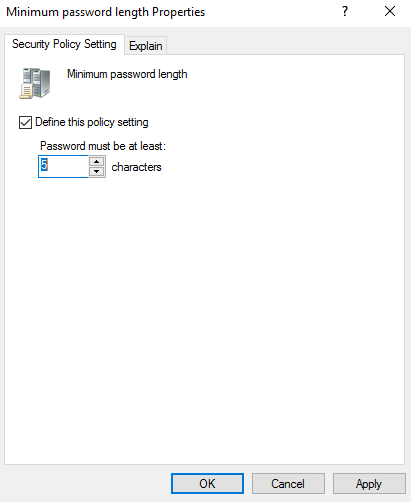 Minimum password length Properties
?
Security Policy Setting
Explain
Minimum password length
Define this policy setting
Password must be at least:
5
characters
OK
Cancel
Apply